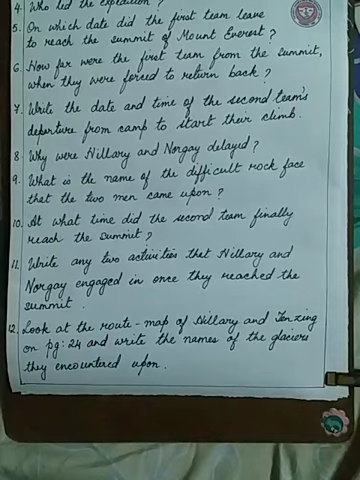 4. Who led the expedition?
5. On which date did the first team leave
to reach the summit of Mount Everest?
6. How far were the first team from the summit,
when they were forced to return back?
7. Write the date and time of the second team's
departure from camp to start their climb.
8. Why were Hillary and Norgay delayed?
9. What is the name of the difficult rock face
that the two men came upon?
10. At what time did the second team finally
reach the summit?
11. Write any two activities that Hillary and
Norgay engaged in once they reached the
summit.
12. Look at the route-map of Hillary and Tenzing
on pg:24 and write the names of the glaciers
they encountered upon.